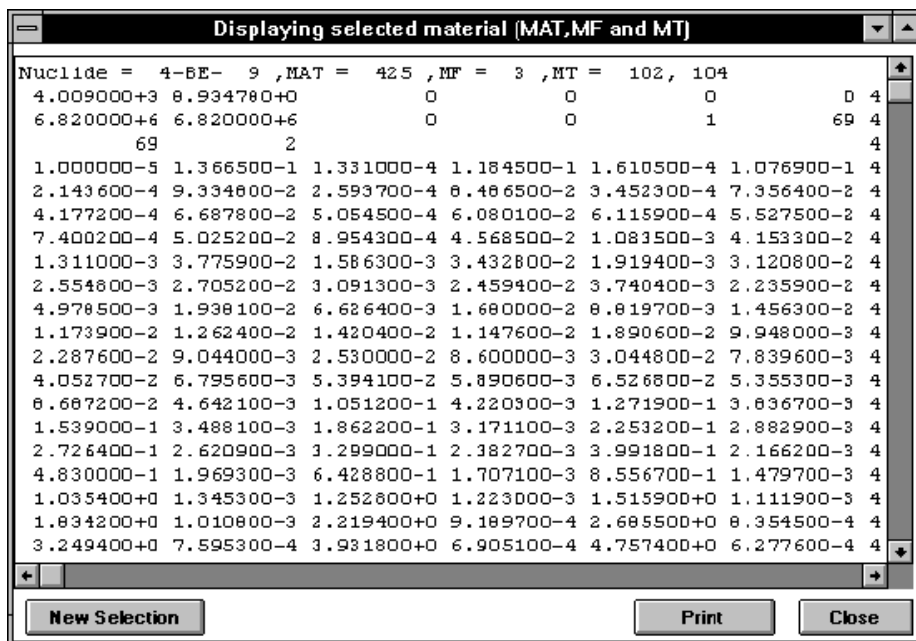 Displaying selected material (MAT,MF and MT)
Nuclide = 4-BE- 9 ,MAT = 425 ,MF = 3 ,MT = 102, 104
4.009000+3 8.934780+0 0 0 0 0 4
6.820000+6 6.820000+6 0 0 1 69 4
69 2 4
1.000000-5 1.366500-1 1.331000-4 1.184500-1 1.610500-4 1.076900-1 4
2.143600-4 9.334800-2 2.593700-4 8.486500-2 3.452300-4 7.356400-2 4
4.177200-4 6.687800-2 5.054500-4 6.080100-2 6.115900-4 5.527500-2 4
7.400200-4 5.025200-2 8.954300-4 4.568500-2 1.083500-3 4.153300-2 4
1.311000-3 3.775900-2 1.586300-3 3.432800-2 1.919400-3 3.120800-2 4
2.554800-3 2.705200-2 3.091300-3 2.459400-2 3.740400-3 2.235900-2 4
4.978500-3 1.938100-2 6.626400-3 1.680000-2 8.819700-3 1.456300-2 4
1.173900-2 1.262400-2 1.420400-2 1.147600-2 1.890600-2 9.948000-3 4
2.287600-2 9.044000-3 2.530000-2 8.600000-3 3.044800-2 7.839600-3 4
4.052700-2 6.795600-3 5.394100-2 5.890600-3 6.526800-2 5.355300-3 4
8.687200-2 4.642100-3 1.051200-1 4.220300-3 1.271900-1 3.836700-3 4
1.539000-1 3.488100-3 1.862200-1 3.171100-3 2.253200-1 2.882900-3 4
2.726400-1 2.620900-3 3.299000-1 2.382700-3 3.991800-1 2.166200-3 4
4.830000-1 1.969300-3 6.428800-1 1.707100-3 8.556700-1 1.479700-3 4
1.035400+0 1.345300-3 1.252800+0 1.223000-3 1.515900+0 1.111900-3 4
1.834200+0 1.010800-3 2.219400+0 9.189700-4 2.685500+0 8.354500-4 4
3.249400+0 7.595300-4 3.931800+0 6.905100-4 4.757400+0 6.277600-4 4
New Selection Print Close